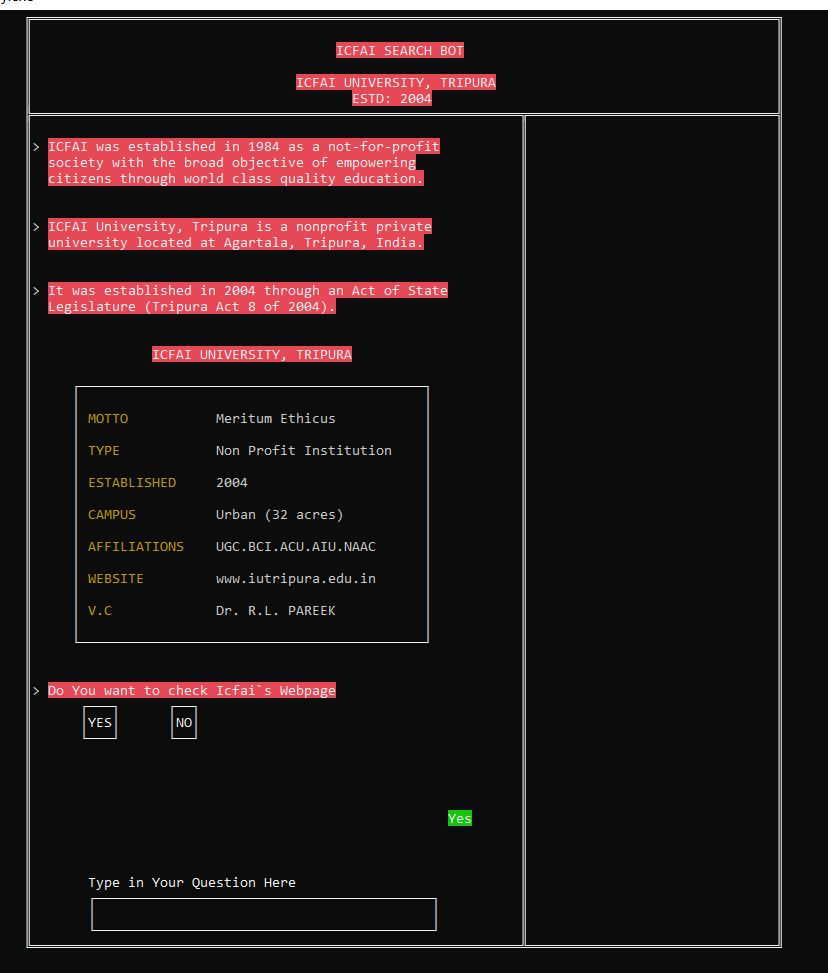 ICFAI SEARCH BOT
ICFAI UNIVERSITY, TRIPURA
ESTD: 2004
> ICFAI was established in 1984 as a not-for-profit
society with the broad objective of empowering
citizens through world class quality education.
> ICFAI University, Tripura is a nonprofit private
university located at Agartala, Tripura, India.
> It was established in 2004 through an Act of State
Legislature (Tripura Act 8 of 2004).
ICFAI UNIVERSITY, TRIPURA
MOTTO Meritum Ethicus
TYPE Non Profit Institution
ESTABLISHED 2004
CAMPUS Urban (32 acres)
AFFILIATIONS UGC.BCI.ACU.AIU.NAAC
WEBSITE www.iutripura.edu.in
V.C Dr. R.L. PAREEK
> Do You want to check Icfai`s Webpage
YES NO
Yes
Type in Your Question Here